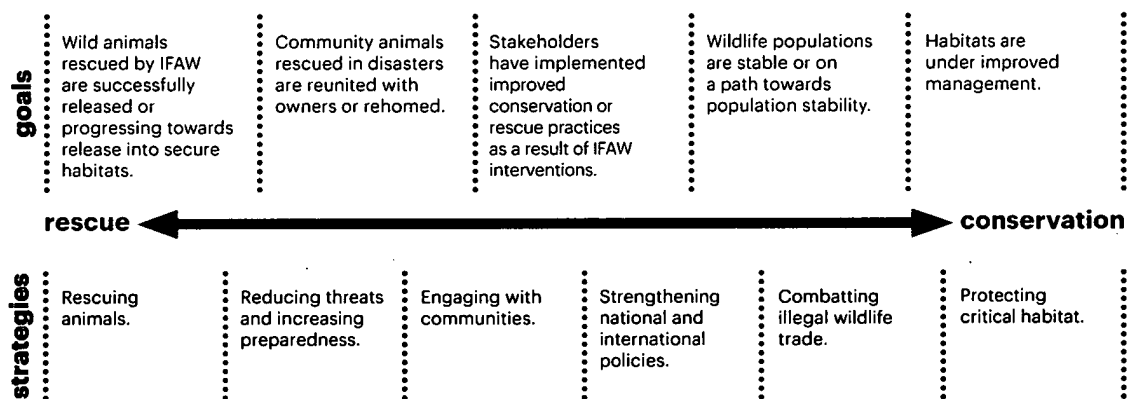 goals
Wild animals
rescued by IFAW
are successfully
released or
progressing towards
release into secure
habitats.
Community animals
rescued in disasters
are reunited with
owners or rehomed.
Stakeholders
have implemented
improved
conservation or
rescue practices
as a result of IFAW
interventions.
Wildlife populations
are stable or on
a path towards
population stability.
Habitats are
under improved
management.
rescue
conservation
strategies
Rescuing
animals.
Reducing threats
and increasing
preparedness.
Engaging with
communities.
Strengthening
national and
international
policies.
Combatting
illegal wildlife
trade.
Protecting
critical habitat.